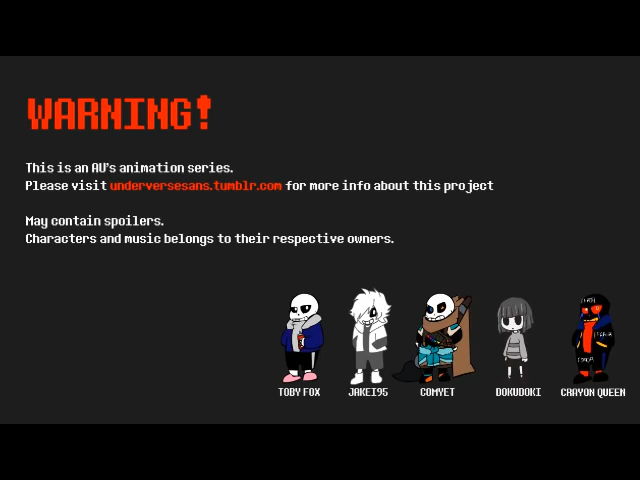 WARNING!
This is an AU's animation series.
Please visit underversesans.tumblr.com for more info about this project
May contain spoilers.
Characters and music belongs to their respective owners.
TOBY FOX JAKEI95 COMYET DOKUDOKI CRAYON QUEEN